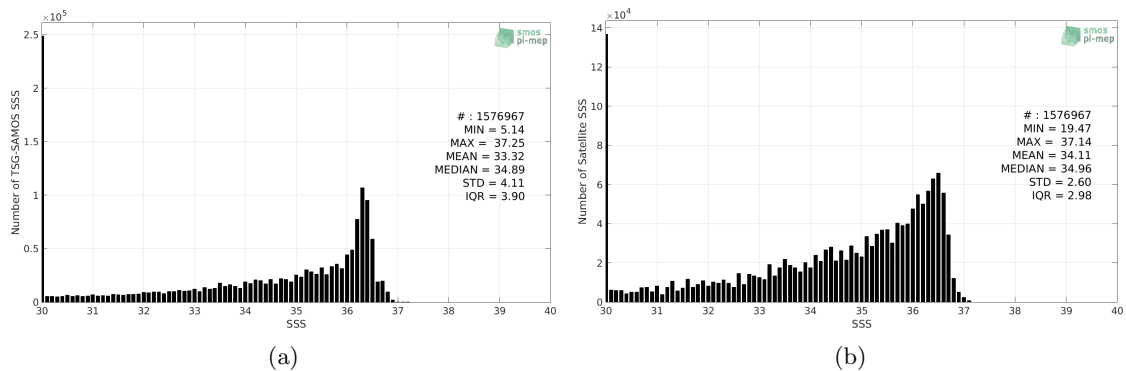 ×10⁵
2.5
2
1.5
1
0.5
0
Number of TSG-SAMOS SSS
smos
pi-mep
# : 1576967
MIN = 5.14
MAX = 37.25
MEAN = 33.32
MEDIAN = 34.89
STD = 4.11
IQR = 3.90
30 31 32 33 34 35 36 37 38 39 40
SSS
(a)
×10⁴
14
12
10
8
6
4
2
0
Number of Satellite SSS
smos
pi-mep
# : 1576967
MIN = 19.47
MAX = 37.14
MEAN = 34.11
MEDIAN = 34.96
STD = 2.60
IQR = 2.98
30 31 32 33 34 35 36 37 38 39 40
SSS
(b)